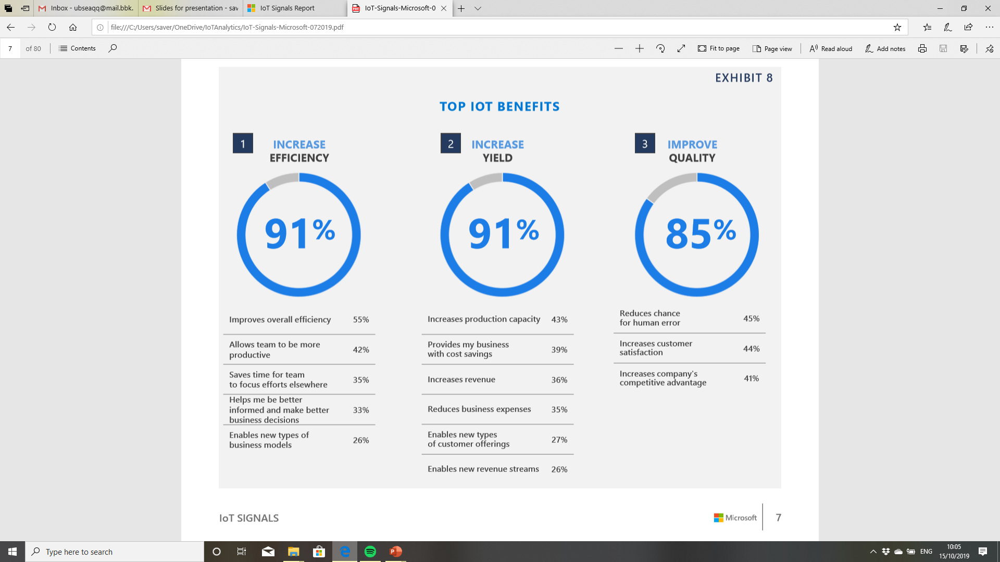 Inbox - ubseaqq@mail.bbk.
Slides for presentation - sav
IoT Signals Report
IoT-Signals-Microsoft-0
file:///C:/Users/saver/OneDrive/IoTAnalytics/IoT-Signals-Microsoft-072019.pdf
7 of 80
Contents
Fit to page
Page view
Read aloud
Add notes
EXHIBIT 8
TOP IOT BENEFITS
1
INCREASE
EFFICIENCY
91%
Improves overall efficiency 55%
Allows team to be more
productive 42%
Saves time for team
to focus efforts elsewhere 35%
Helps me be better
informed and make better
business decisions 33%
Enables new types of
business models 26%
2
INCREASE
YIELD
91%
Increases production capacity 43%
Provides my business
with cost savings 39%
Increases revenue 36%
Reduces business expenses 35%
Enables new types
of customer offerings 27%
Enables new revenue streams 26%
3
IMPROVE
QUALITY
85%
Reduces chance
for human error 45%
Increases customer
satisfaction 44%
Increases company's
competitive advantage 41%
IoT SIGNALS
Microsoft
7
Type here to search
ENG
10:05
15/10/2019